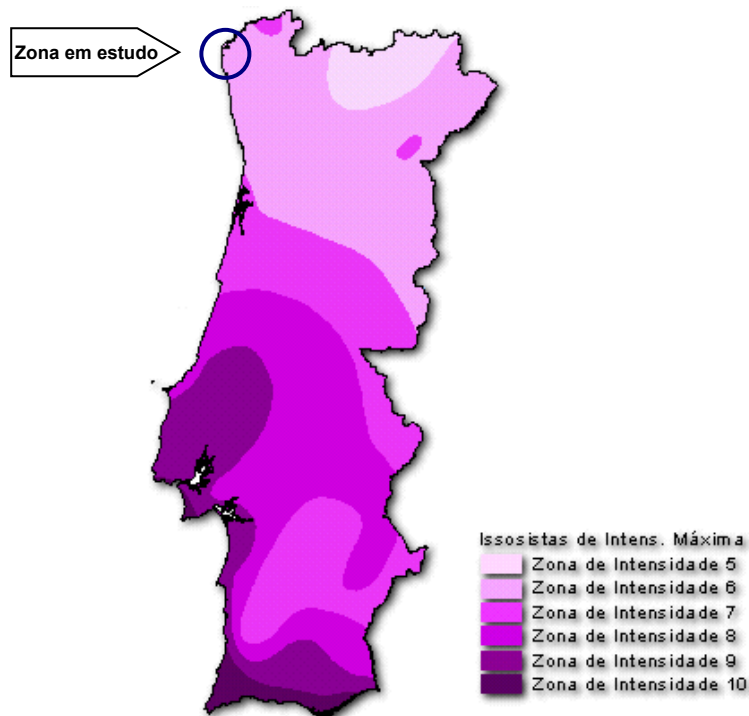 Zona em estudo
Issosistas de Intens. Máxima
Zona de Intensidade 5
Zona de Intensidade 6
Zona de Intensidade 7
Zona de Intensidade 8
Zona de Intensidade 9
Zona de Intensidade 10